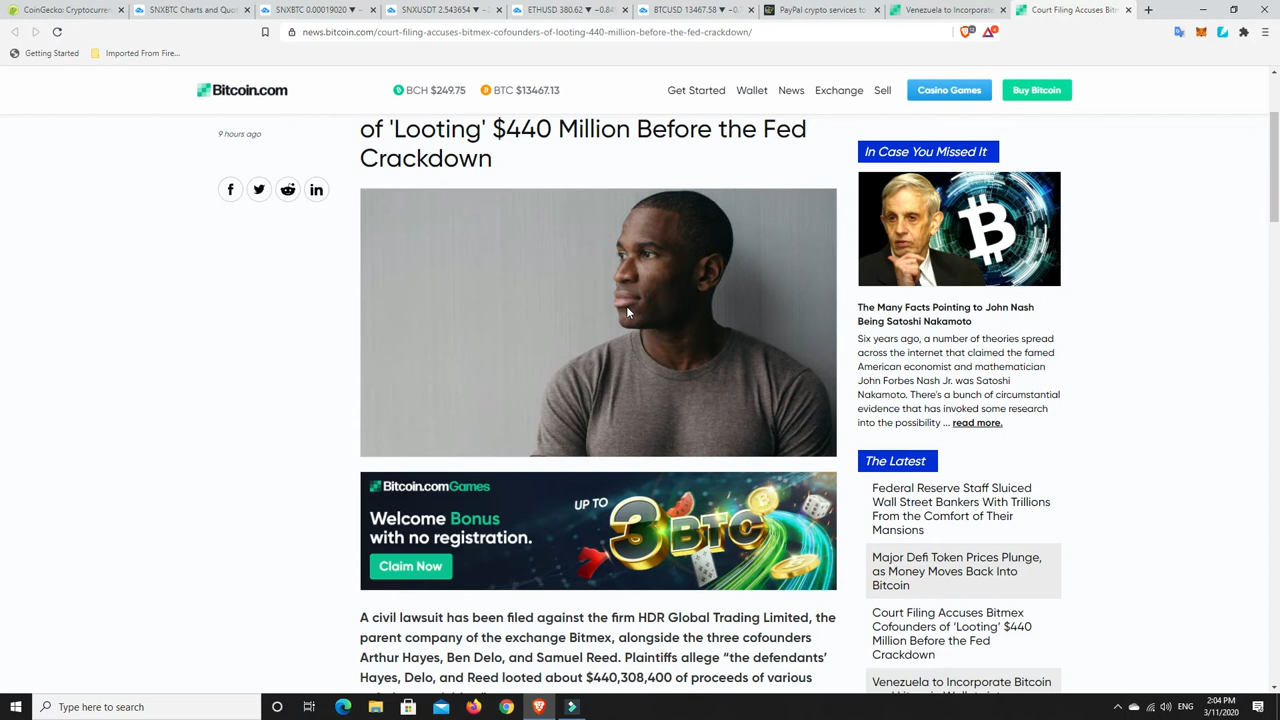 CoinGecko: Cryptocurren
SNXBTC Charts and Quo
SNXBTC 0.00019020
SNXUSDT 2.543654
ETHUSD 380.62 −0.84
BTCUSD 13467.58
PayPal crypto services to
Venezuela to Incorporate
Court Filing Accuses Bitm
news.bitcoin.com/court-filing-accuses-bitmex-cofounders-of-looting-440-million-before-the-fed-crackdown/
Getting Started
Imported From Fire...
Bitcoin.com
BCH $249.75
BTC $13467.13
Get Started
Wallet
News
Exchange
Sell
Casino Games
Buy Bitcoin
9 hours ago
of 'Looting' $440 Million Before the Fed
Crackdown
Bitcoin.comGames
Welcome Bonus
with no registration.
Claim Now
UP TO
3 BTC
A civil lawsuit has been filed against the firm HDR Global Trading Limited, the
parent company of the exchange Bitmex, alongside the three cofounders
Arthur Hayes, Ben Delo, and Samuel Reed. Plaintiffs allege “the defendants’
Hayes, Delo, and Reed looted about $440,308,400 of proceeds of various
In Case You Missed It
The Many Facts Pointing to John Nash
Being Satoshi Nakamoto
Six years ago, a number of theories spread
across the internet that claimed the famed
American economist and mathematician
John Forbes Nash Jr. was Satoshi
Nakamoto. There's a bunch of circumstantial
evidence that has invoked some research
into the possibility ... read more.
The Latest
Federal Reserve Staff Sluiced
Wall Street Bankers With Trillions
From the Comfort of Their
Mansions
Major Defi Token Prices Plunge,
as Money Moves Back Into
Bitcoin
Court Filing Accuses Bitmex
Cofounders of ‘Looting’ $440
Million Before the Fed
Crackdown
Venezuela to Incorporate Bitcoin
Type here to search
ENG
2:04 PM
3/11/2020